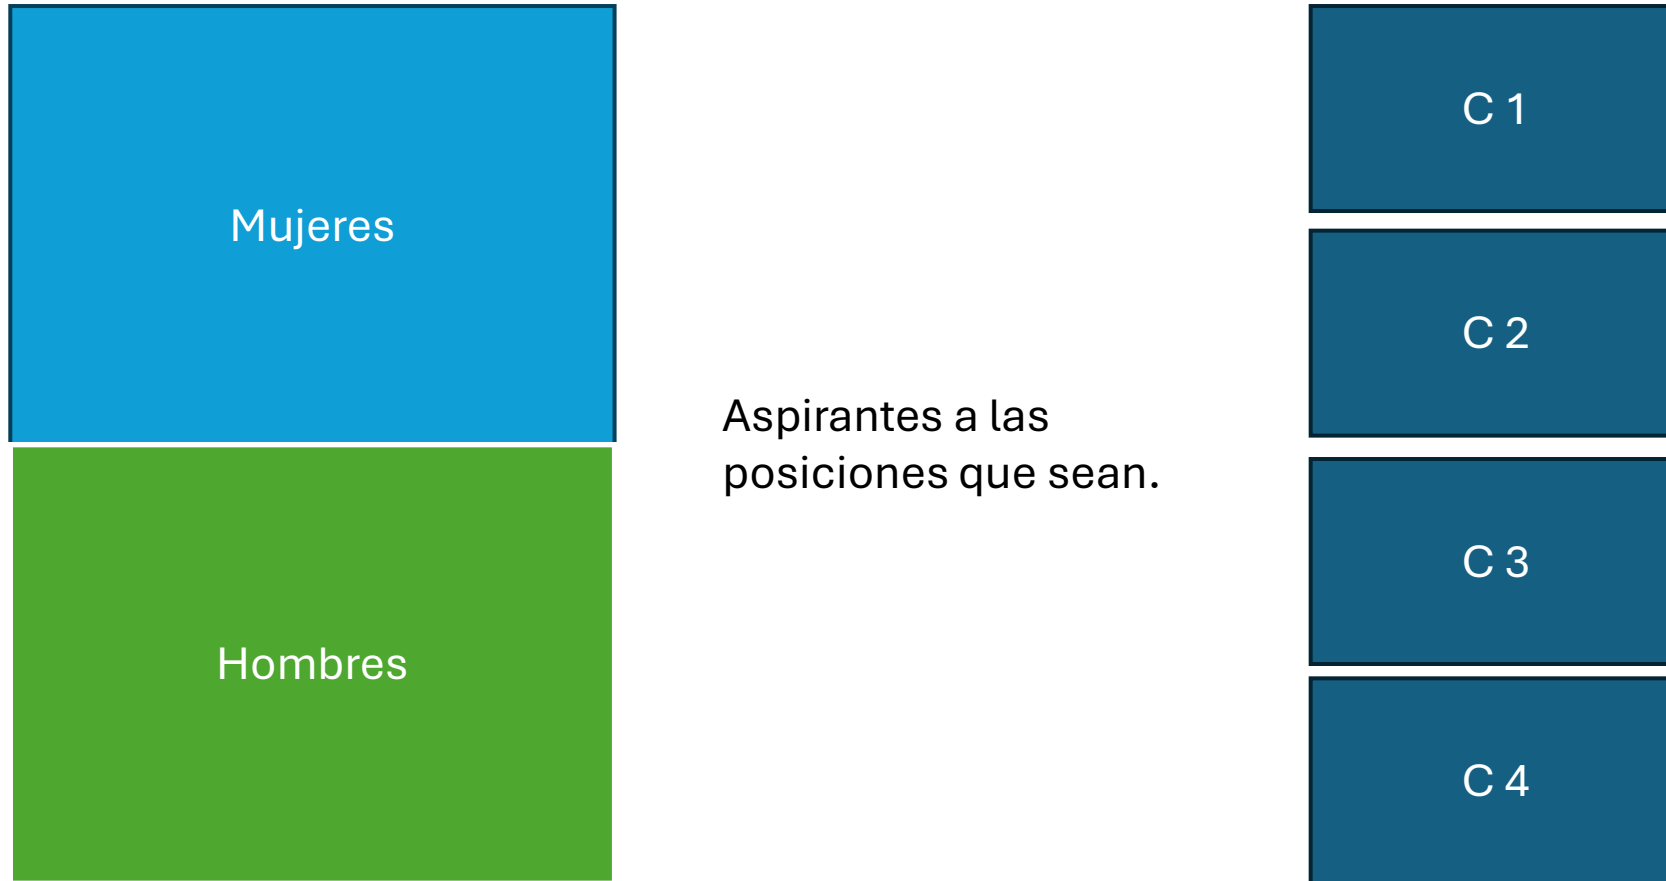 Mujeres
Hombres
Aspirantes a las
posiciones que sean.
C 1
C 2
C 3
C 4